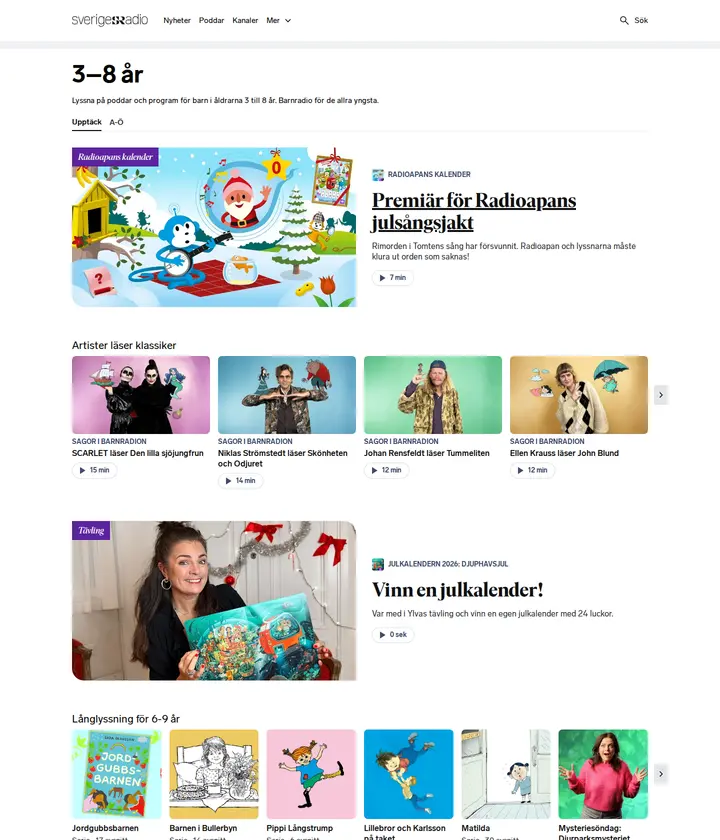 sverigesRadio
Nyheter
Poddar
Kanaler
Mer
Sök
3–8 år
Lyssna på poddar och program för barn i åldrarna 3 till 8 år. Barnradio för de allra yngsta.
Upptäck
A-Ö
Radioapans kalender
0
?
RADIOAPANS KALENDER
Premiär för Radioapans
julsångsjakt
Rimorden i Tomtens sång har försvunnit. Radioapan och lyssnarna måste
klura ut orden som saknas!
7 min
Artister läser klassiker
SAGOR I BARNRADION
SCARLET läser Den lilla sjöjungfrun
15 min
SAGOR I BARNRADION
Niklas Strömstedt läser Skönheten
och Odjuret
14 min
SAGOR I BARNRADION
Johan Rensfeldt läser Tummeliten
12 min
SAGOR I BARNRADION
Ellen Krauss läser John Blund
12 min
Tävling
JULKALENDERN 2026: DJUPHAVSJUL
Vinn en julkalender!
Var med i Ylvas tävling och vinn en egen julkalender med 24 luckor.
0 sek
Långlyssning för 6-9 år
JORD-
GUBBS-
BARNEN
Jordgubbsbarnen
Barnen i Bullerbyn
Pippi Långstrump
Lillebror och Karlsson
på taket
Matilda
Mysteriesöndag:
Djurparksmysteriet